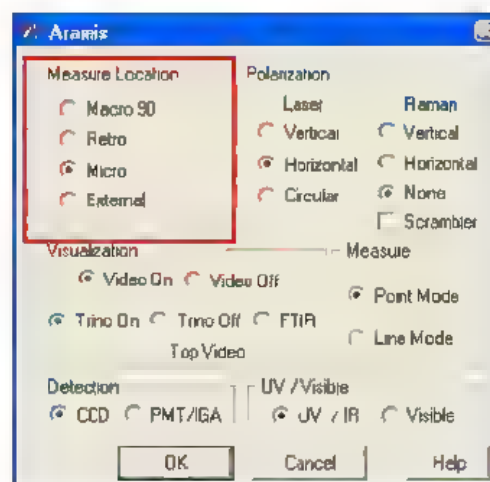 Aramis
Measure Location
Macro 90
Retro
Micro
External
Polarization
Laser
Vertical
Horizontal
Circular
Raman
Vertical
Horizontal
None
Scrambler
Visualization
Video On Video Off
Trino On Trino Off FTIR
Top Video
Measure
Point Mode
Line Mode
Detection
CCD PMT/IGA
UV / Visible
UV / IR Visible
OK Cancel Help